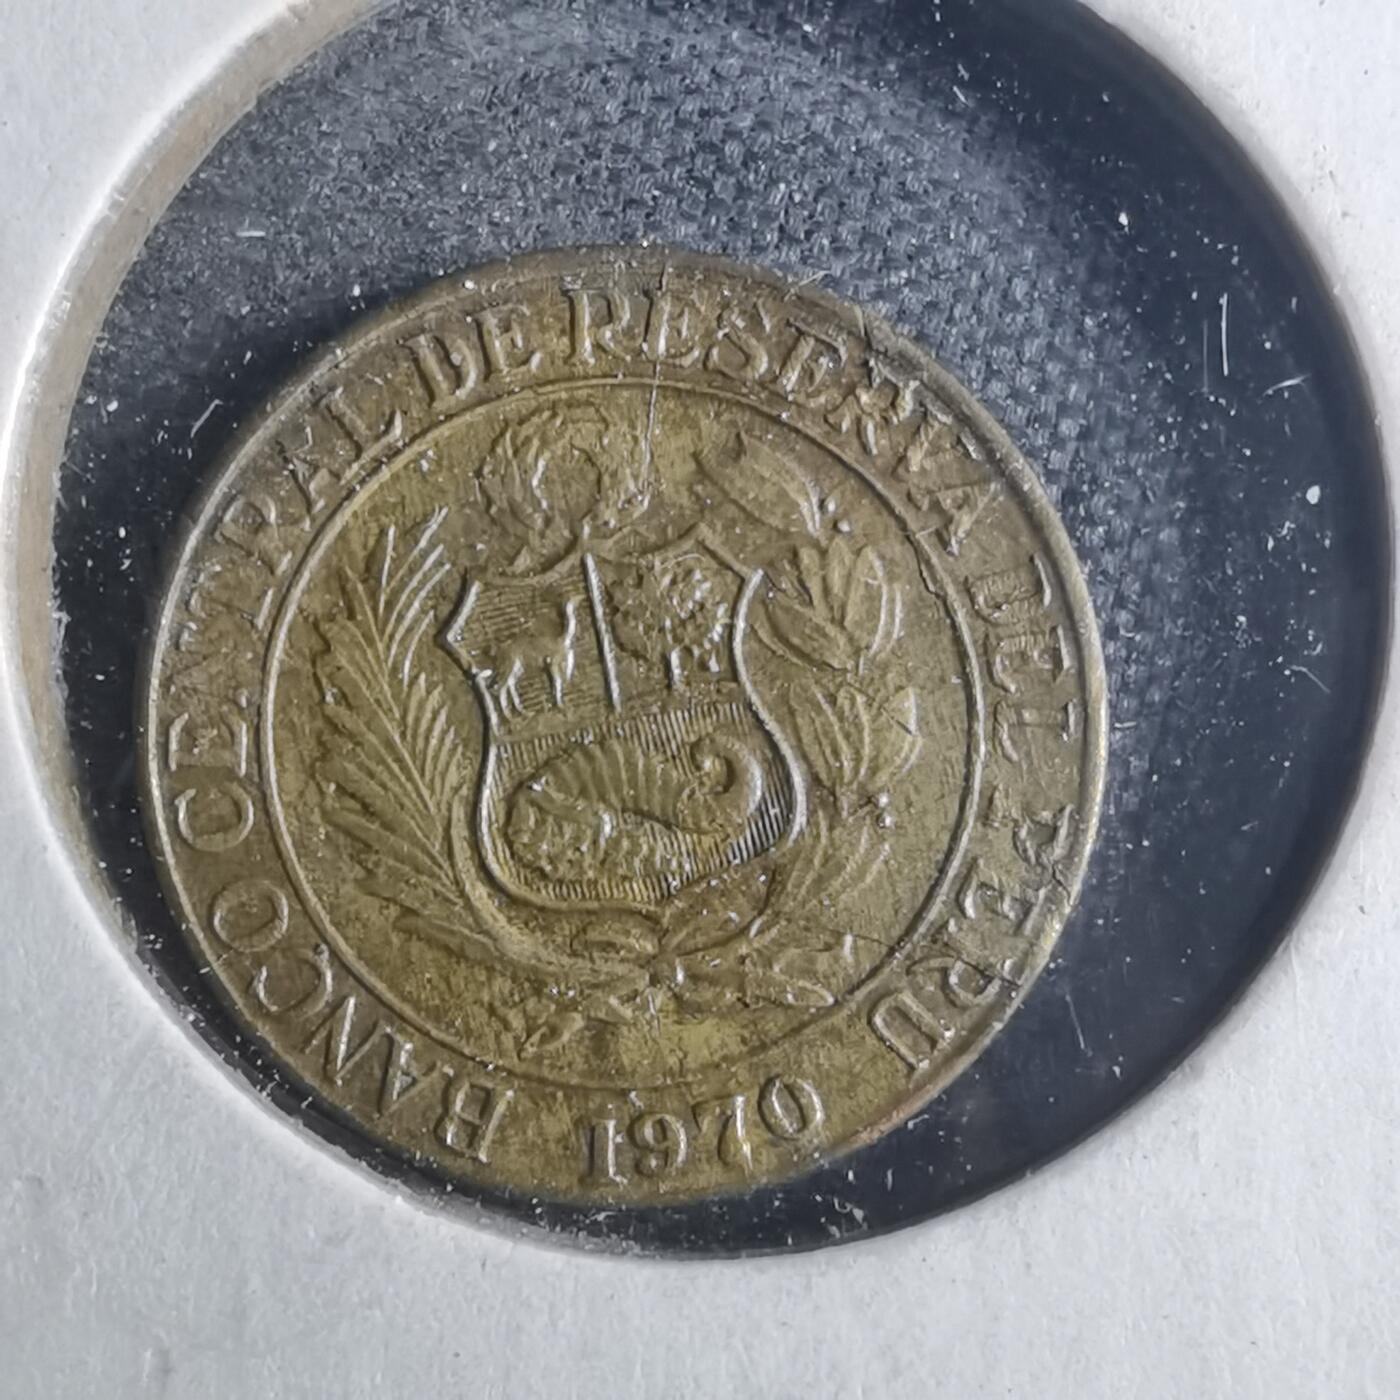 BANCO CENTRAL DE RESERVA DEL PERU
1970